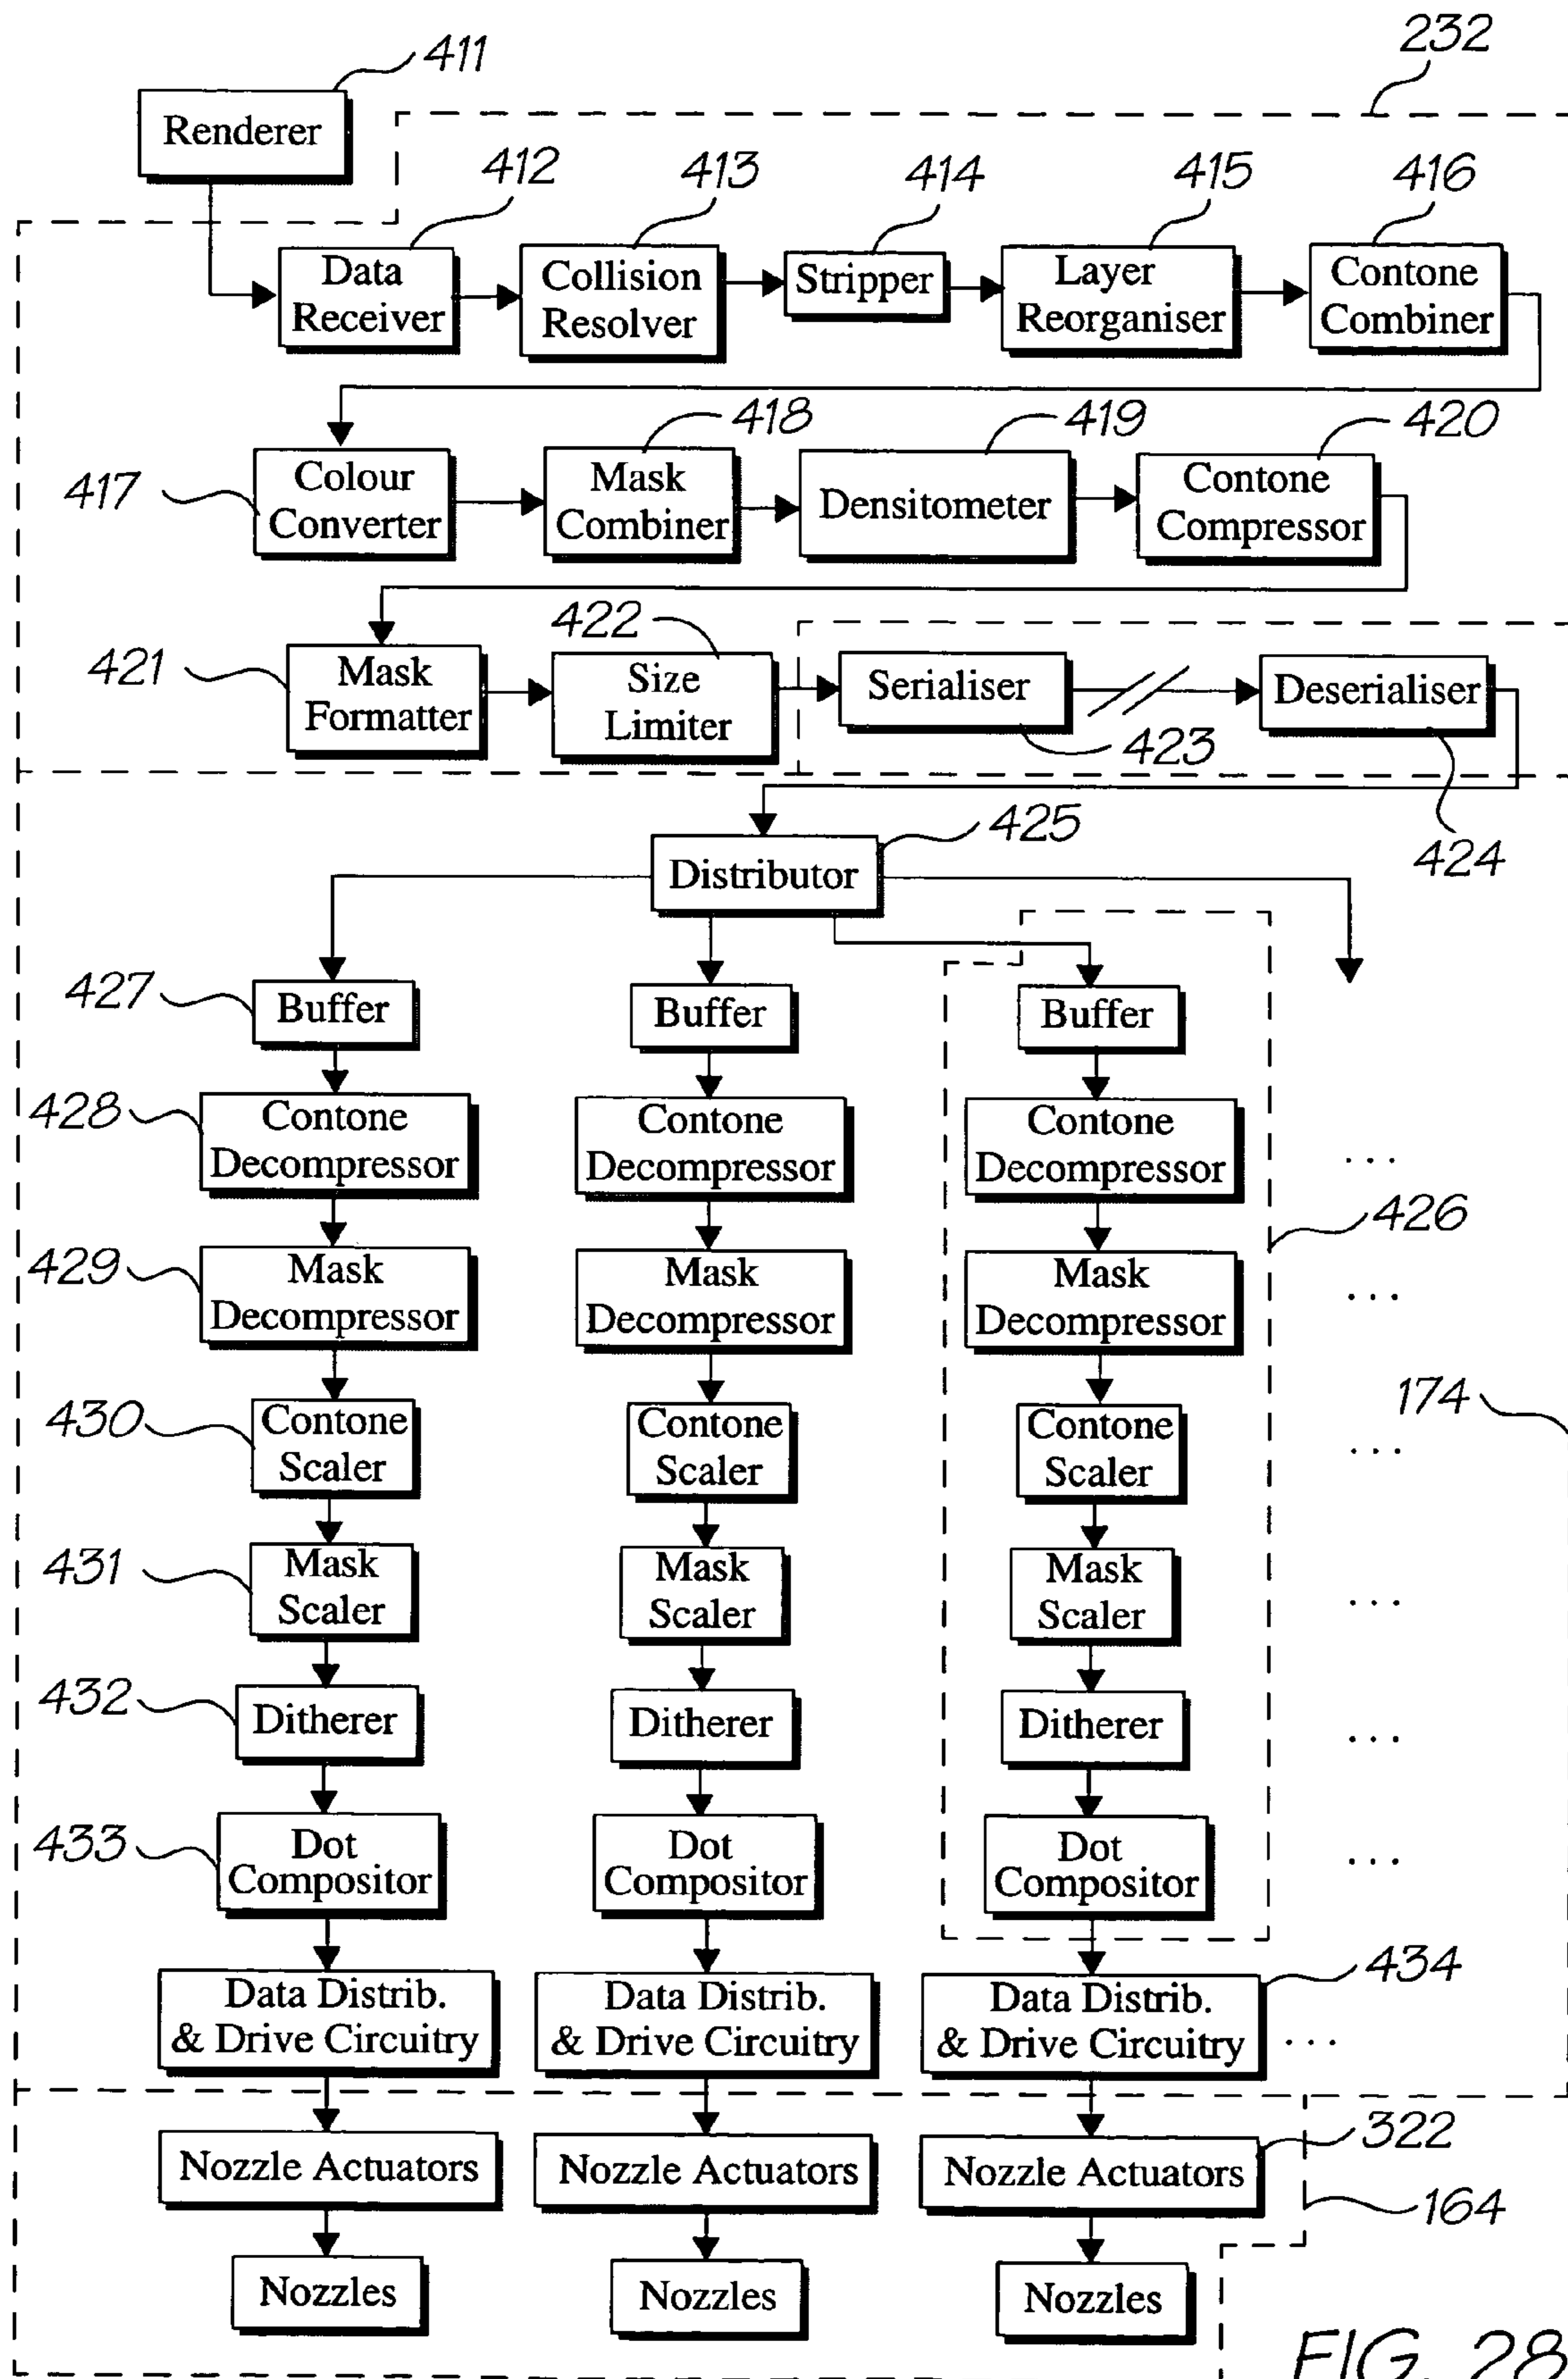 411
232
Renderer
412
413
414
415
416
Data
Receiver
Collision
Resolver
Stripper
Layer
Reorganiser
Contone
Combiner
418
419
420
417
Colour
Converter
Mask
Combiner
Densitometer
Contone
Compressor
422
421
Mask
Formatter
Size
Limiter
Serialiser
Deserialiser
423
425
424
Distributor
427
Buffer
Buffer
Buffer
428
Contone
Decompressor
Contone
Decompressor
Contone
Decompressor
...
426
429
Mask
Decompressor
Mask
Decompressor
Mask
Decompressor
...
174
430
Contone
Scaler
Contone
Scaler
Contone
Scaler
...
431
Mask
Scaler
Mask
Scaler
Mask
Scaler
...
432
Ditherer
Ditherer
Ditherer
...
433
Dot
Compositor
Dot
Compositor
Dot
Compositor
...
434
Data Distrib.
& Drive Circuitry
Data Distrib.
& Drive Circuitry
Data Distrib.
& Drive Circuitry
...
322
Nozzle Actuators
Nozzle Actuators
Nozzle Actuators
164
Nozzles
Nozzles
Nozzles
FIG. 28